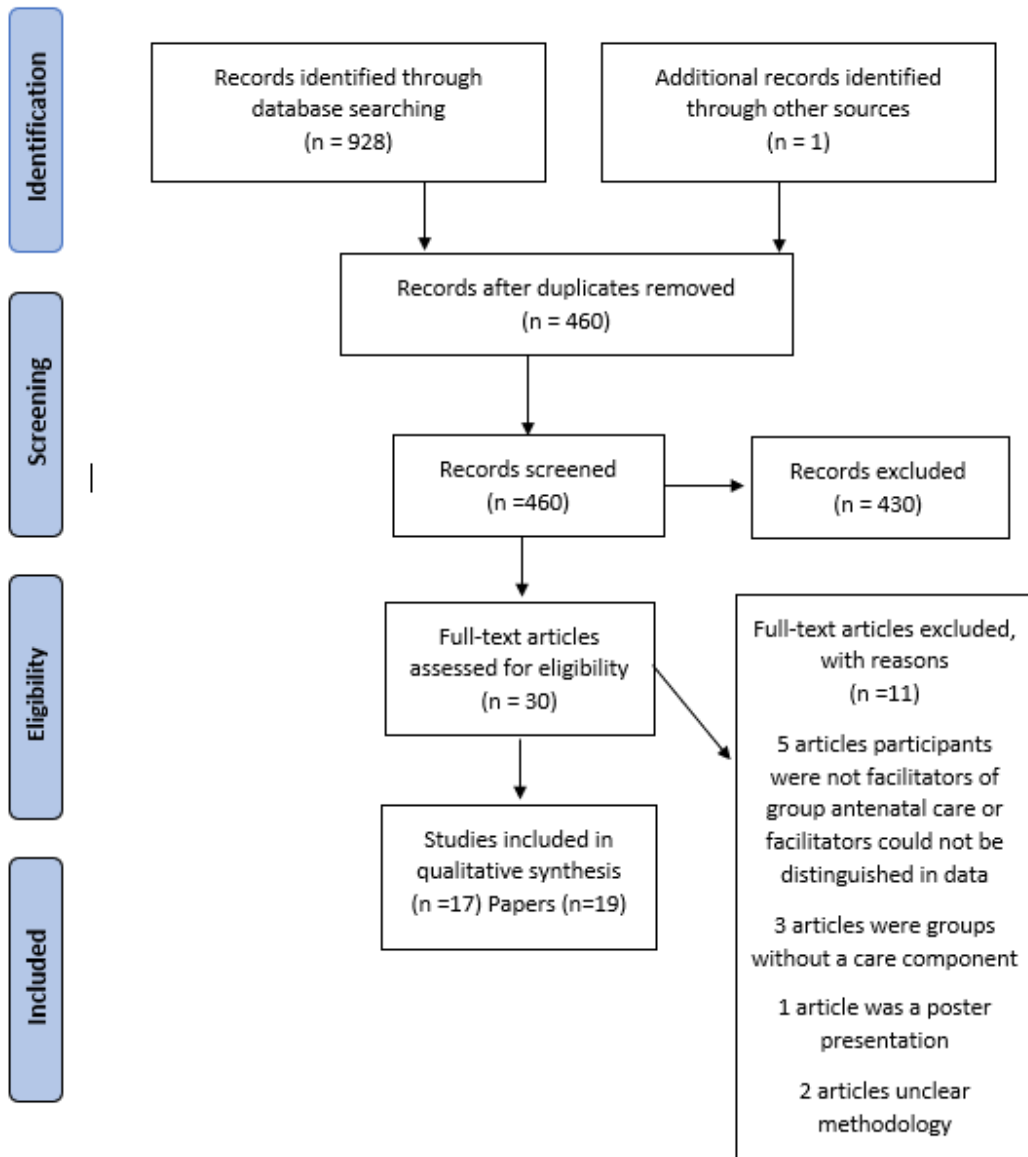 Identification
Records identified through
database searching
(n = 928)
Additional records identified
through other sources
(n = 1)
Records after duplicates removed
(n = 460)
Screening
Records screened
(n =460)
Records excluded
(n = 430)
Eligibility
Full-text articles
assessed for eligibility
(n = 30)
Full-text articles excluded,
with reasons
(n =11)
5 articles participants
were not facilitators of
group antenatal care or
facilitators could not be
distinguished in data
3 articles were groups
without a care component
1 article was a poster
presentation
2 articles unclear
methodology
Included
Studies included in
qualitative synthesis
(n =17) Papers (n=19)